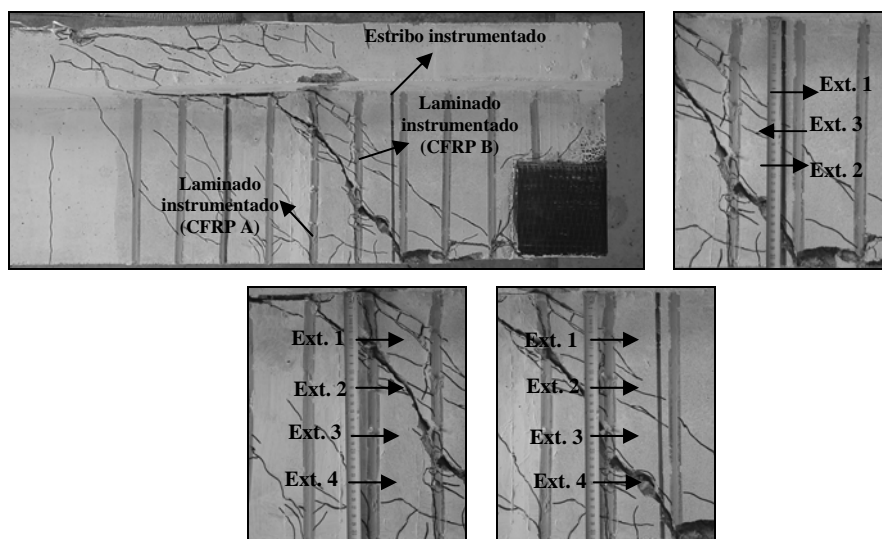 Estribo instrumentado
Laminado
instrumentado
(CFRP B)
Laminado
instrumentado
(CFRP A)
Ext. 1
Ext. 3
Ext. 2
Ext. 1
Ext. 2
Ext. 3
Ext. 4
Ext. 1
Ext. 2
Ext. 3
Ext. 4